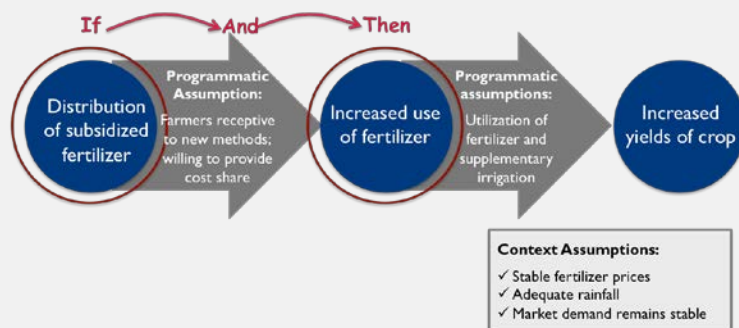 If And Then
Distribution
of subsidized
fertilizer
Programmatic
Assumption:
Farmers receptive
to new methods;
willing to provide
cost share
Increased use
of fertilizer
Programmatic
assumptions:
Utilization of
fertilizer and
supplementary
irrigation
Increased
yields of crop
Context Assumptions:
✓ Stable fertilizer prices
✓ Adequate rainfall
✓ Market demand remains stable